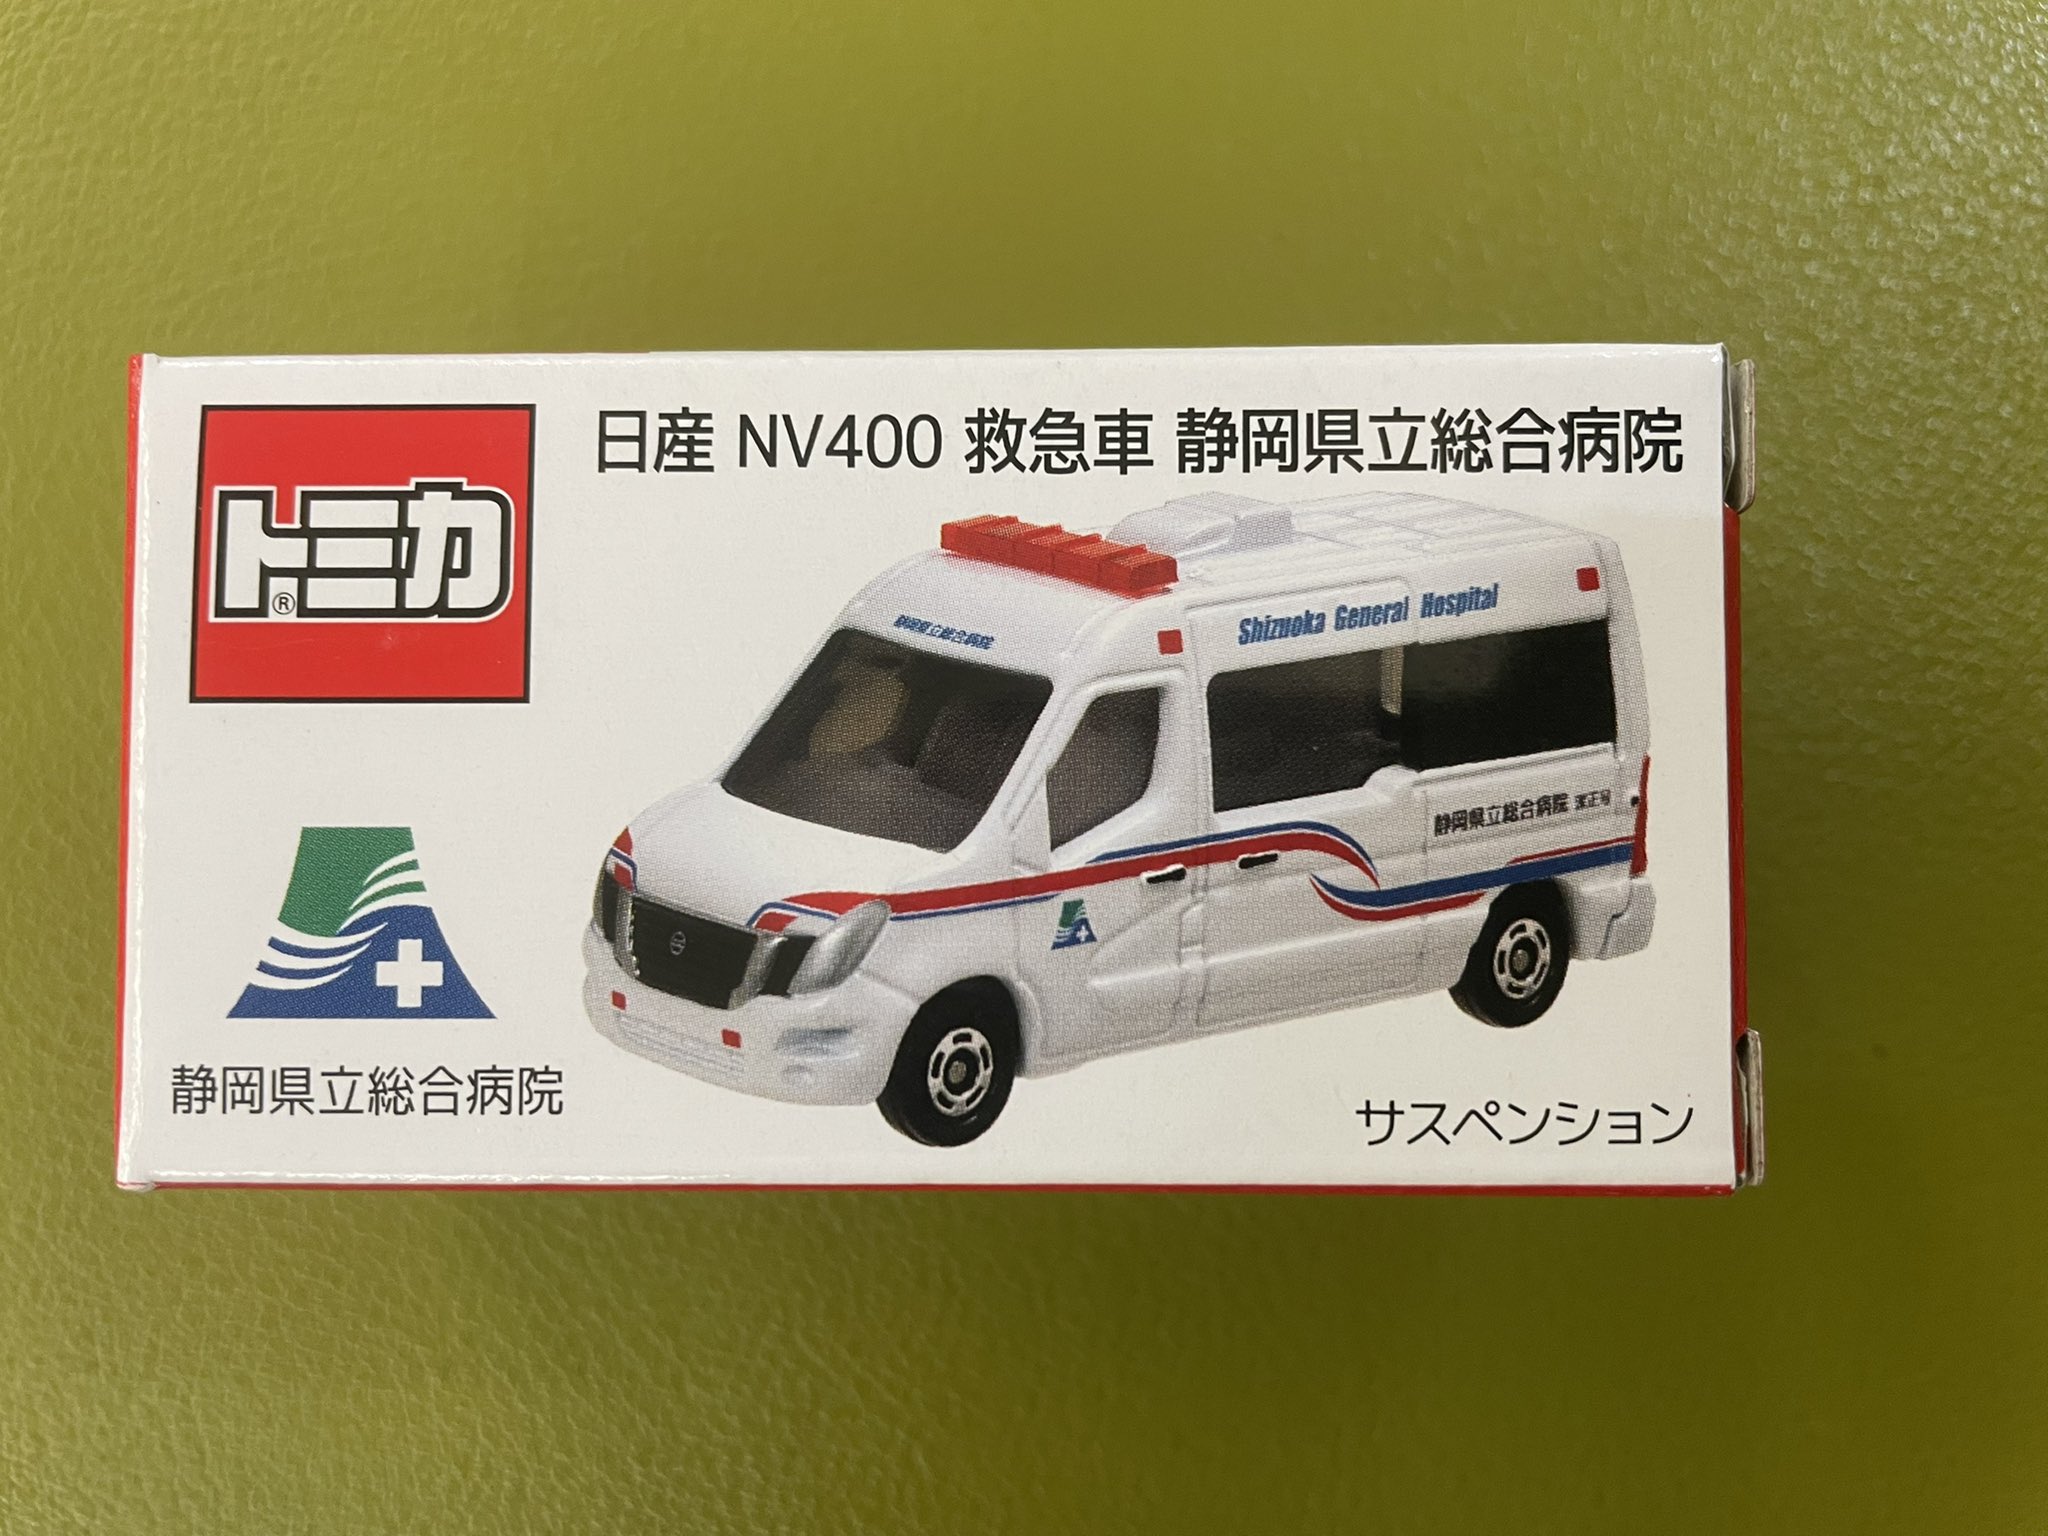 日産 NV400 救急車 静岡県立総合病院
トミカ®
静岡県立総合病院
Shizuoka General Hospital
静岡県立総合病院
静岡県立総合病院
サスペンション